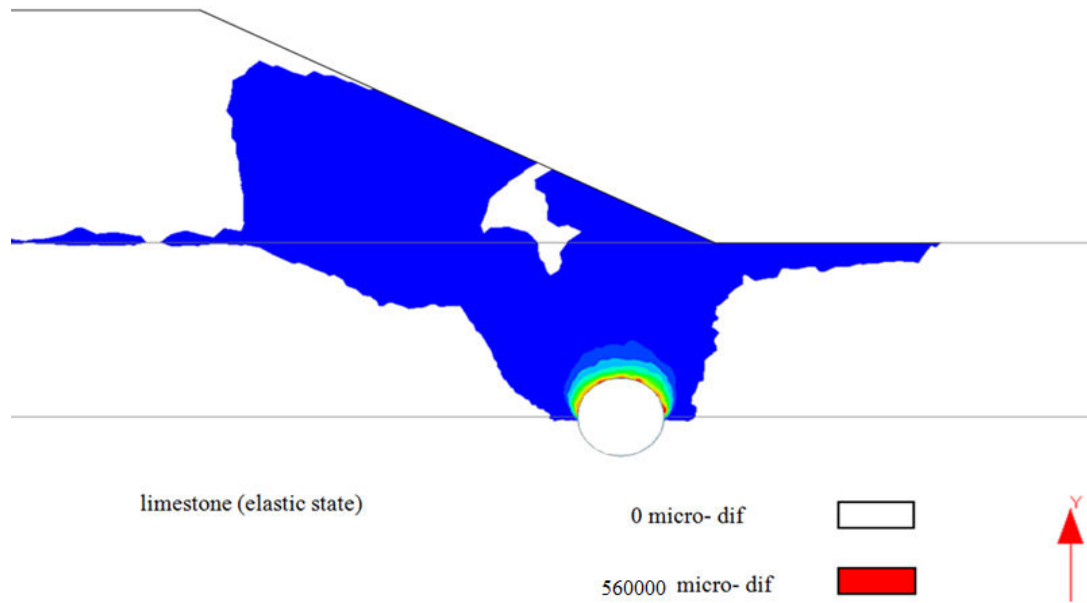 limestone (elastic state)
0 micro- dif
560000 micro- dif
Y